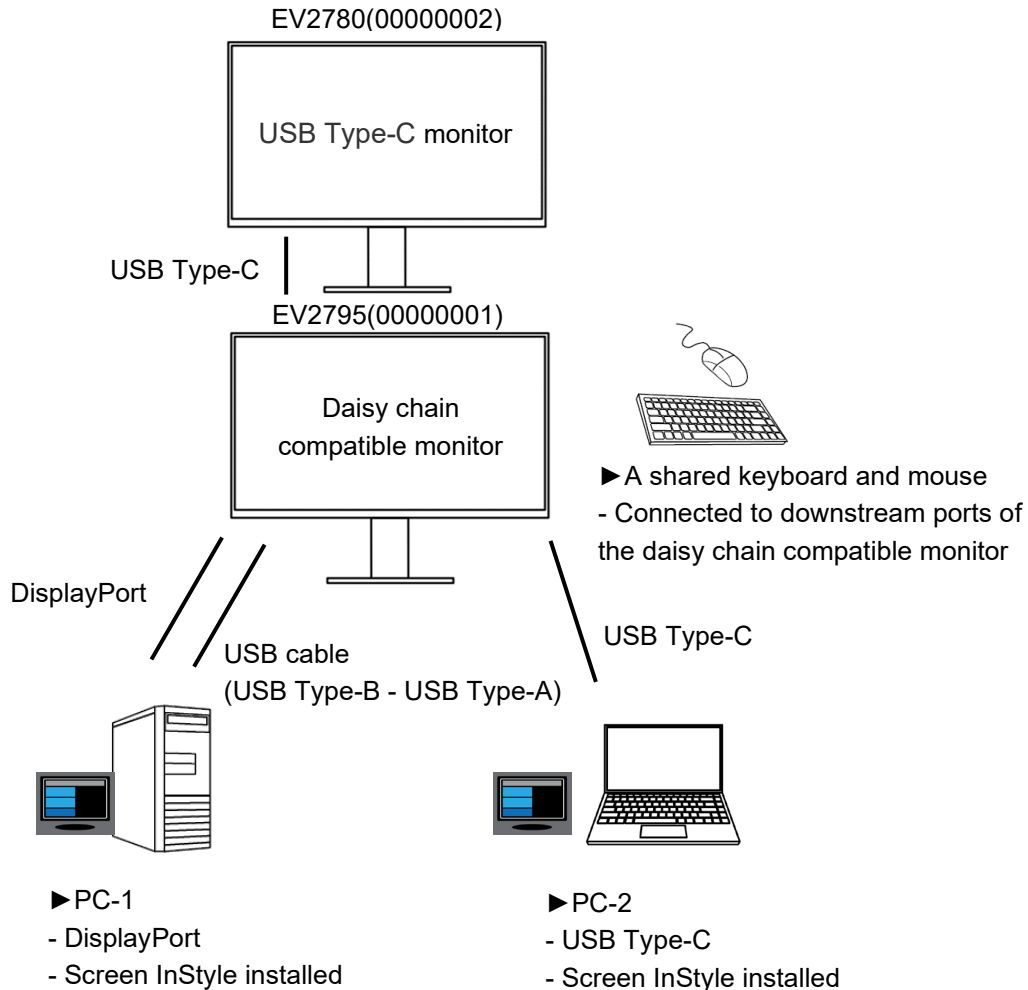 EV2780(00000002)
USB Type-C monitor
USB Type-C
EV2795(00000001)
Daisy chain
compatible monitor
►A shared keyboard and mouse
- Connected to downstream ports of
the daisy chain compatible monitor
DisplayPort
USB cable
(USB Type-B - USB Type-A)
USB Type-C
►PC-1
- DisplayPort
- Screen InStyle installed
►PC-2
- USB Type-C
- Screen InStyle installed